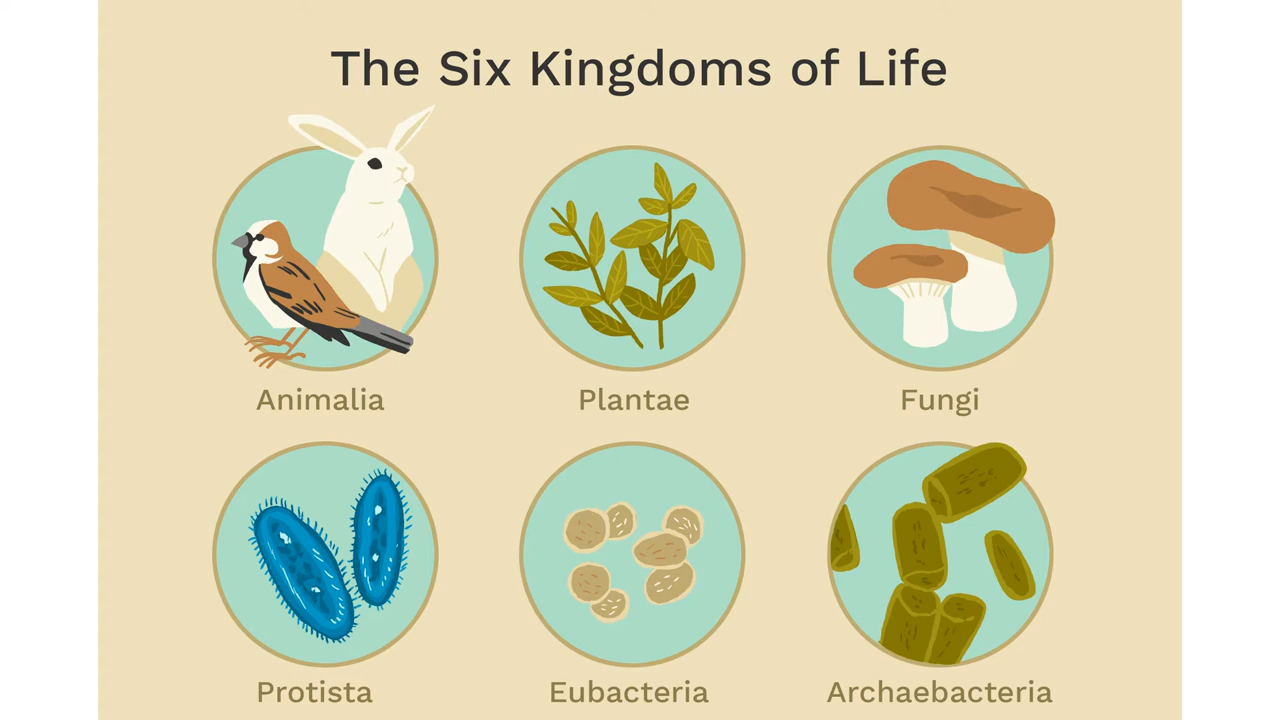 The Six Kingdoms of Life
Animalia
Plantae
Fungi
Protista
Eubacteria
Archaebacteria